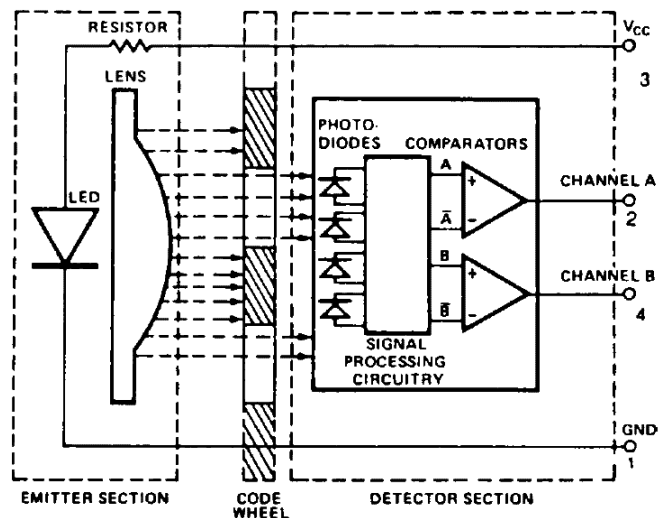 RESISTOR
V_CC
3
LENS
LED
PHOTO-
DIODES
COMPARATORS
A
+
CHANNEL A
2
Ā
−
B
+
CHANNEL B
4
B̄
−
SIGNAL
PROCESSING
CIRCUITRY
GND
1
EMITTER SECTION
CODE
WHEEL
DETECTOR SECTION